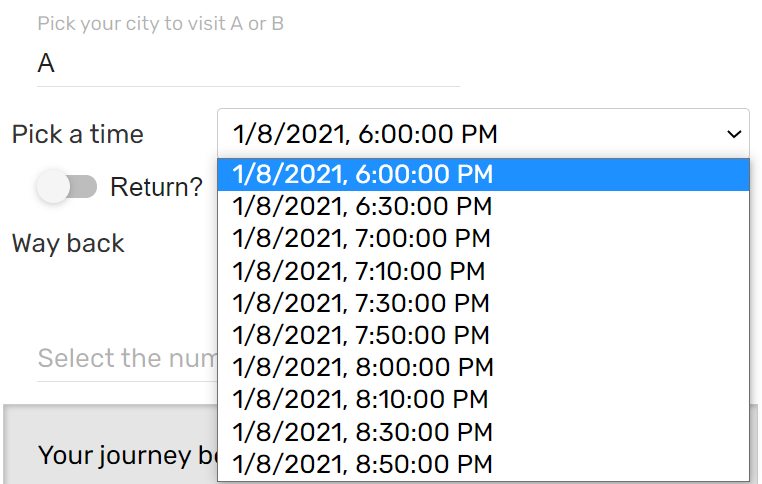 Pick your city to visit A or B
A
Pick a time
1/8/2021, 6:00:00 PM
1/8/2021, 6:00:00 PM
Return?
1/8/2021, 6:30:00 PM
Way back
1/8/2021, 7:00:00 PM
1/8/2021, 7:10:00 PM
1/8/2021, 7:30:00 PM
1/8/2021, 7:50:00 PM
Select the
1/8/2021, 8:00:00 PM
1/8/2021, 8:10:00 PM
1/8/2021, 8:30:00 PM
Your journey
1/8/2021, 8:50:00 PM